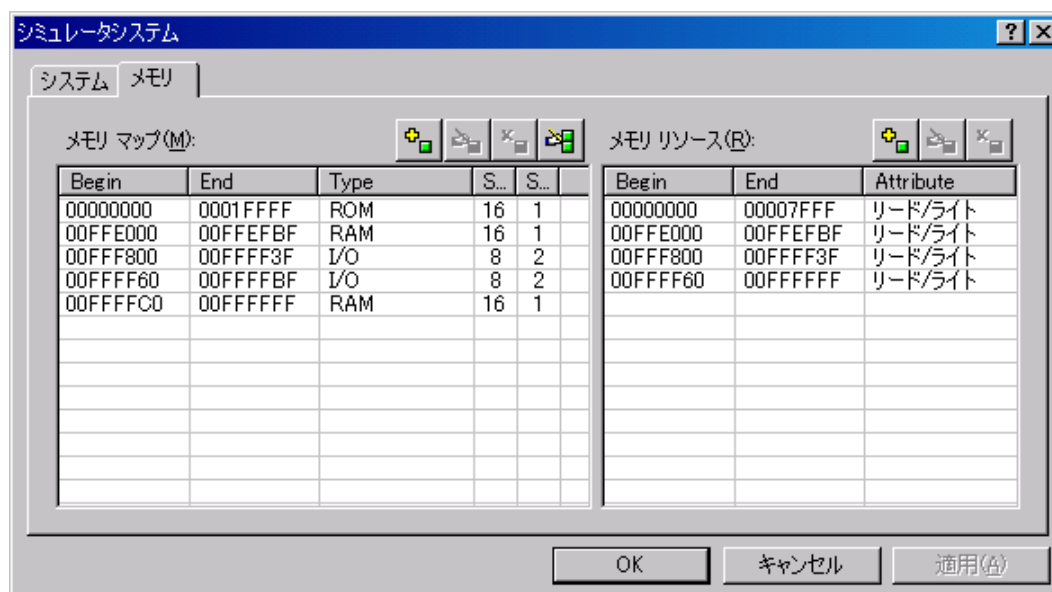 シミュレータシステム
システム メモリ
メモリ マップ(M): メモリ リソース(R):
Begin End Type S... S... Begin End Attribute
00000000 0001FFFF ROM 16 1 00000000 00007FFF リード/ライト
00FFE000 00FFEFBF RAM 16 1 00FFE000 00FFEFBF リード/ライト
00FFF800 00FFFF3F I/O 8 2 00FFF800 00FFFF3F リード/ライト
00FFFF60 00FFFFBF I/O 8 2 00FFFF60 00FFFFFF リード/ライト
00FFFFC0 00FFFFFF RAM 16 1
OK キャンセル 適用(A)